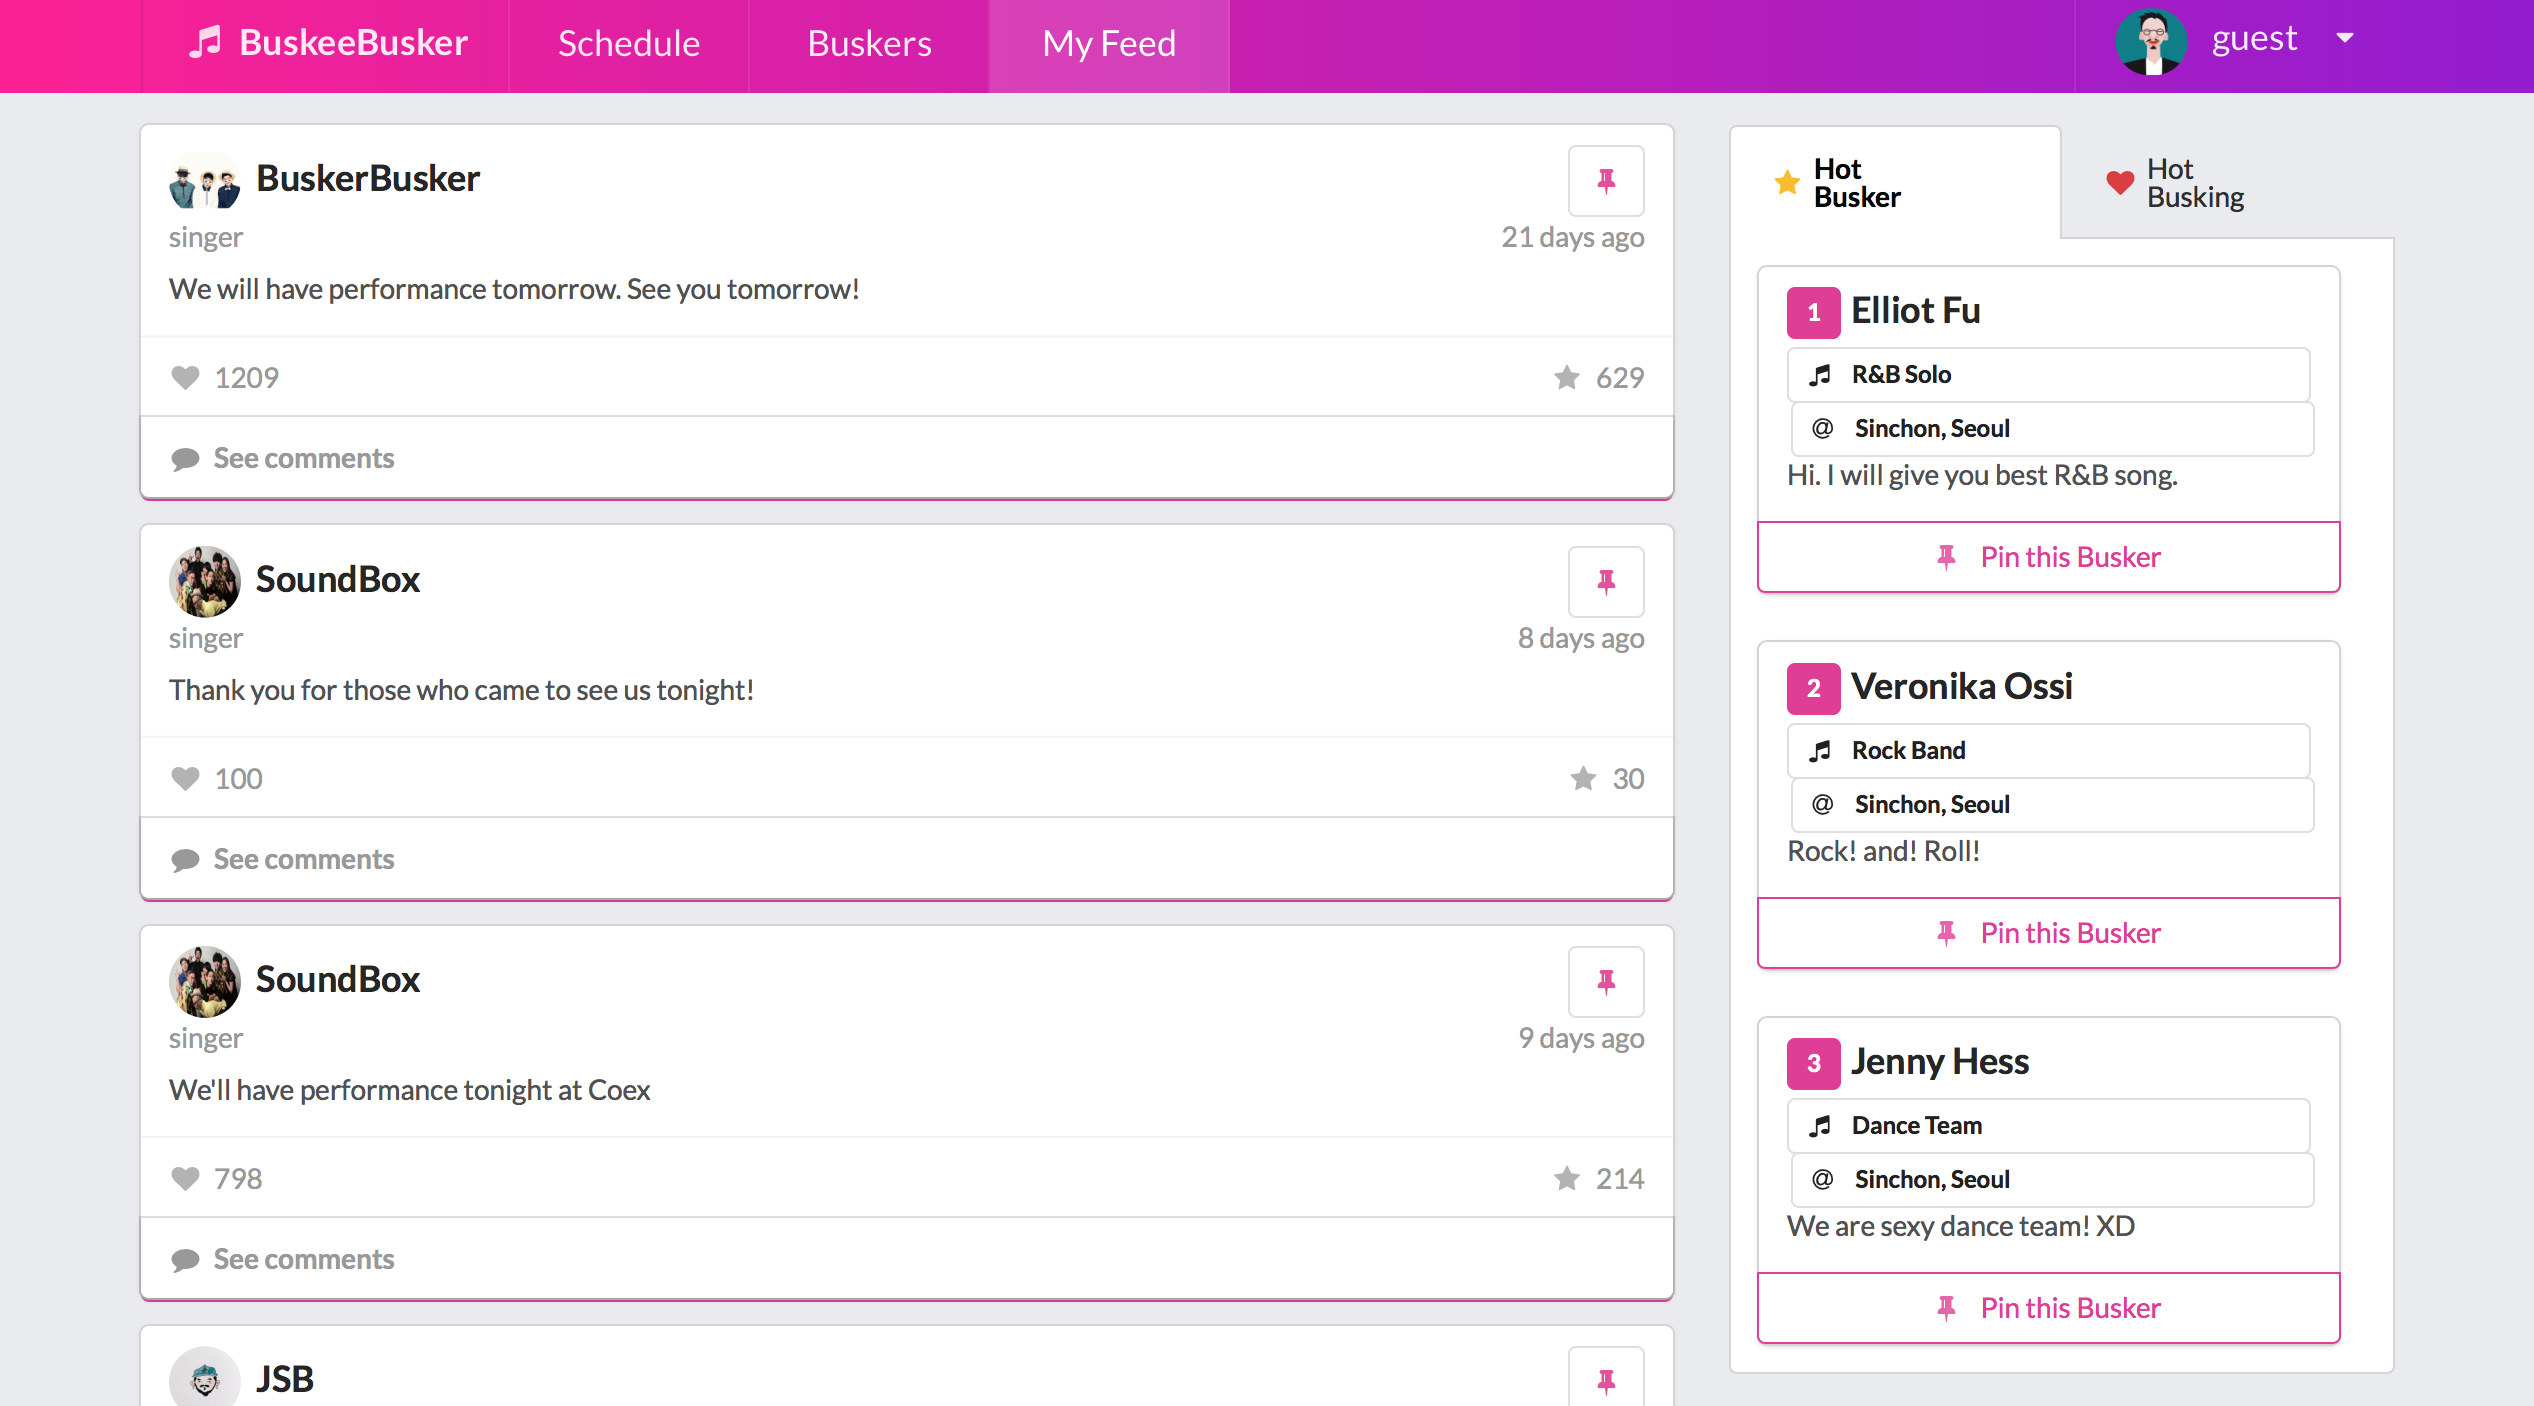 BuskeeBusker
Schedule
Buskers
My Feed
guest
BuskerBusker
singer
21 days ago
We will have performance tomorrow. See you tomorrow!
1209
629
See comments
SoundBox
singer
8 days ago
Thank you for those who came to see us tonight!
100
30
See comments
SoundBox
singer
9 days ago
We'll have performance tonight at Coex
798
214
See comments
JSB
Hot
Busker
Hot
Busking
1 Elliot Fu
R&B Solo
@ Sinchon, Seoul
Hi. I will give you best R&B song.
Pin this Busker
2 Veronika Ossi
Rock Band
@ Sinchon, Seoul
Rock! and! Roll!
Pin this Busker
3 Jenny Hess
Dance Team
@ Sinchon, Seoul
We are sexy dance team! XD
Pin this Busker